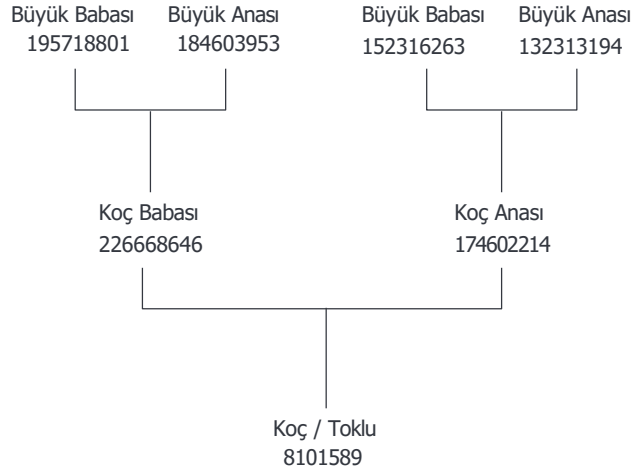 Büyük Babası Büyük Anası Büyük Babası Büyük Anası
195718801 184603953 152316263 132313194
Koç Babası Koç Anası
226668646 174602214
Koç / Toklu
8101589